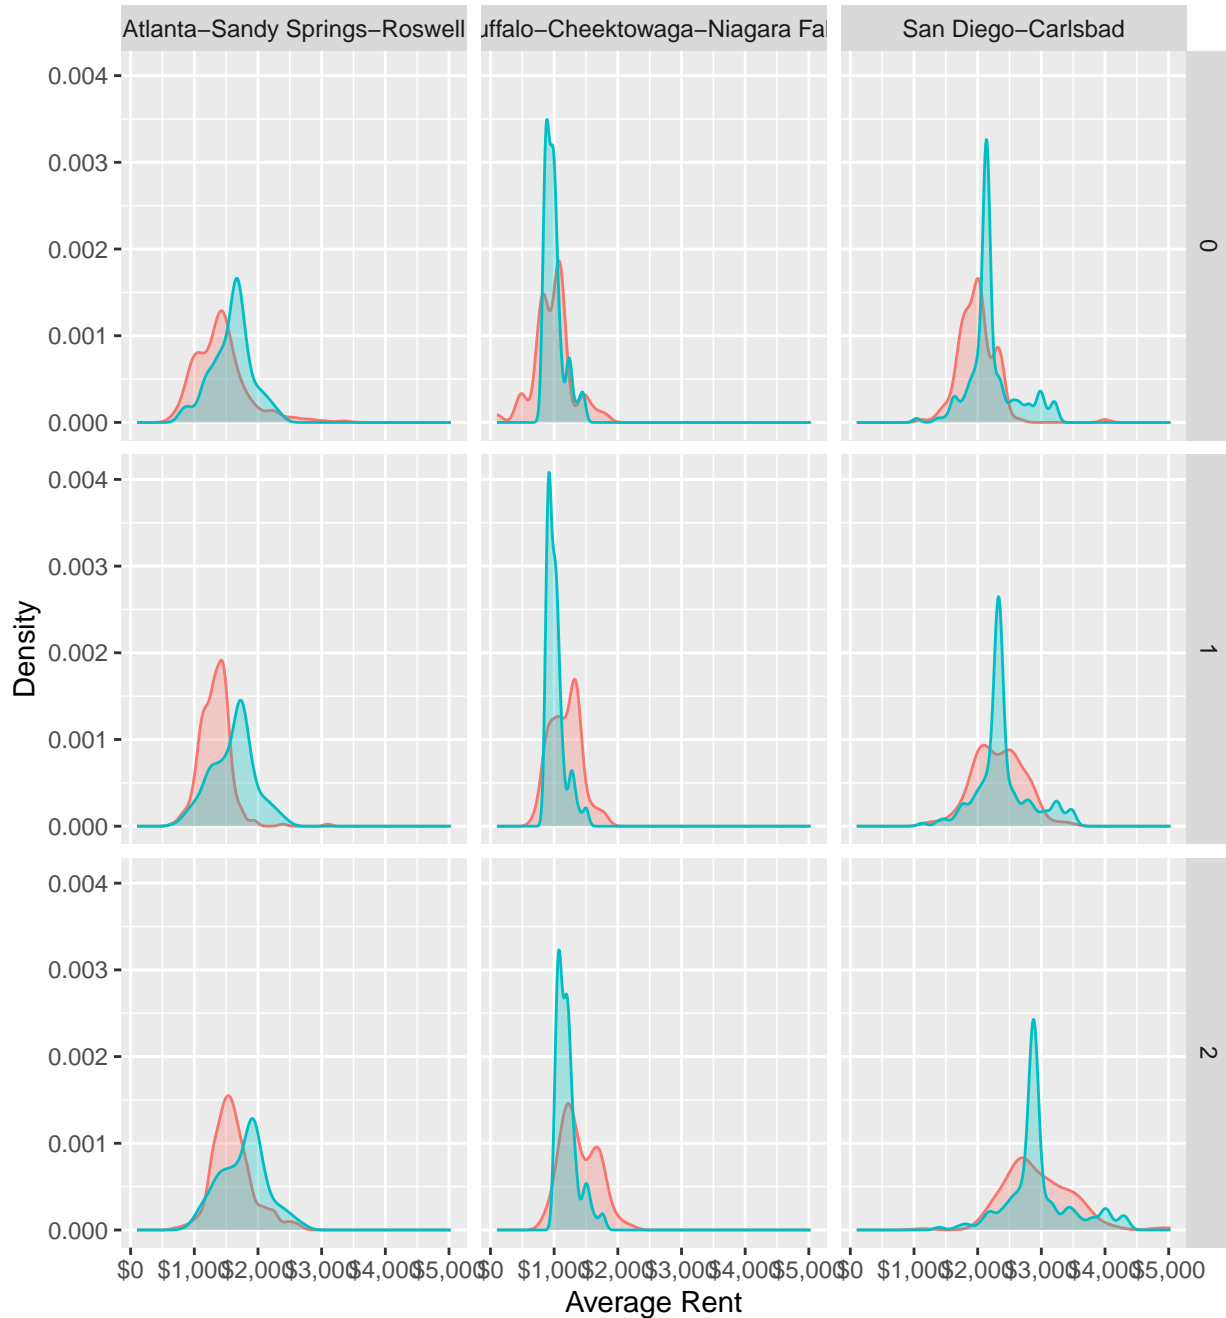 Atlanta−Sandy Springs−Roswell
uffalo−Cheektowaga−Niagara Fal
San Diego−Carlsbad
0.004
0.003
0.002
0.001
0.000
0
0.004
0.003
0.002
0.001
0.000
1
0.004
0.003
0.002
0.001
0.000
2
Density
$0 $1,000 $2,000 $3,000 $4,000 $5,000
$0 $1,000 $2,000 $3,000 $4,000 $5,000
$0 $1,000 $2,000 $3,000 $4,000 $5,000
Average Rent